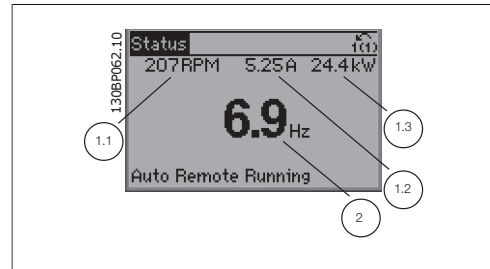 130BP062.10
Status
1(1)
207RPM 5.25A 24.4kW
6.9Hz
Auto Remote Running
1.1
1.3
1.2
2